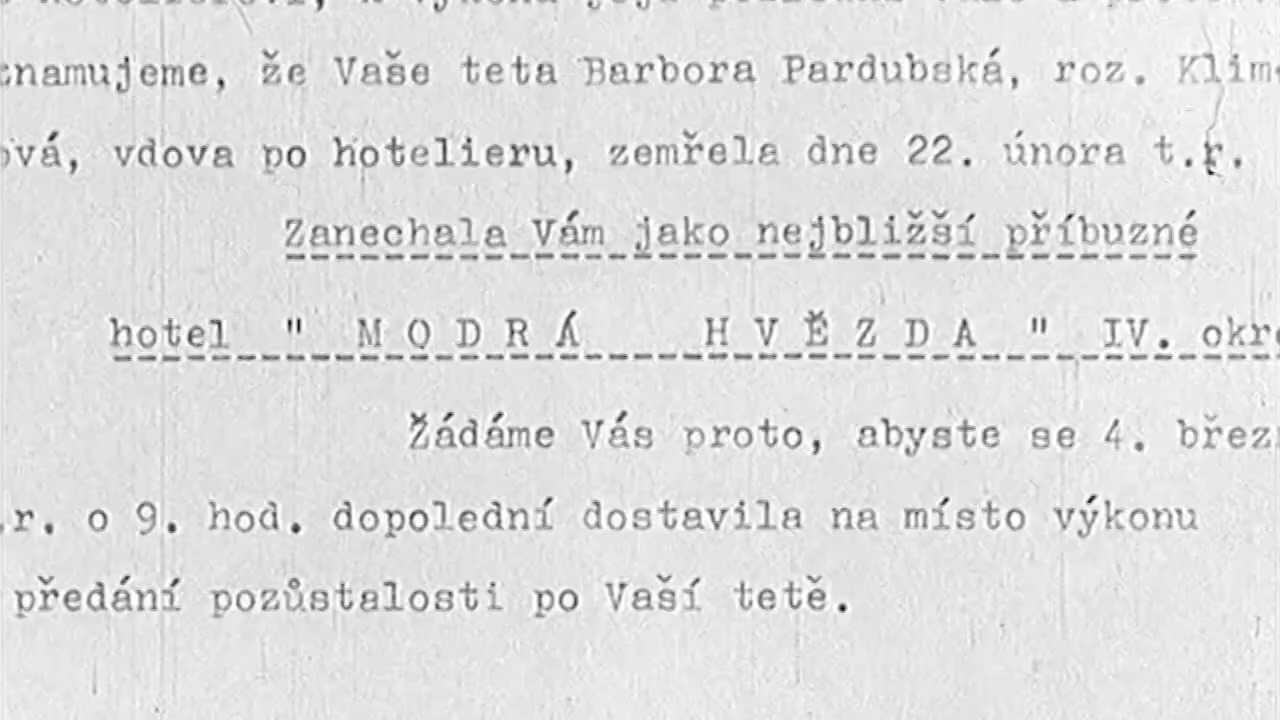 znamujeme, že Vaše teta Barbora Pardubská, roz. Klim
ová, vdova po hotelieru, zemřela dne 22. února t.r.
Zanechala Vám jako nejbližší příbuzné
hotel " M O D R Á H V Ě Z D A " IV. okr
Žádáme Vás proto, abyste se 4. břez
.r. o 9. hod. dopolední dostavila na místo výkonu
předání pozůstalosti po Vaší tetě.